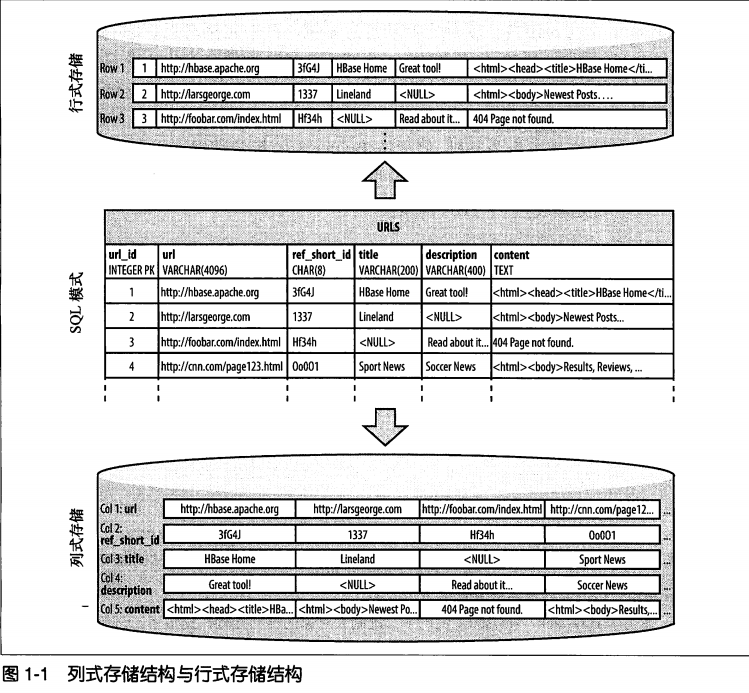 行式存储
Row 1 1 http://hbase.apache.org 3fG4J HBase Home Great tool! <html><head><title>HBase Home</ti...
Row 2 2 http://larsgeorge.com 1337 Lineland <NULL> <html><body>Newest Posts....
Row 3 3 http://foobar.com/index.html Hf34h <NULL> Read about it... 404 Page not found.
SQL 模式
URLS
url_id url ref_short_id title description content
INTEGER PK VARCHAR(4096) CHAR(8) VARCHAR(200) VARCHAR(400) TEXT
1 http://hbase.apache.org 3fG4J HBase Home Great tool! <html><head><title>HBase Home</ti...
2 http://larsgeorge.com 1337 Lineland <NULL> <html><body>Newest Posts...
3 http://foobar.com/index.html Hf34h <NULL> Read about it... 404 Page not found.
4 http://cnn.com/page123.html Oo001 Sport News Soccer News <html><body>Results, Reviews, ...
列式存储
Col 1: url http://hbase.apache.org http://larsgeorge.com http://foobar.com/index.html http://cnn.com/page12... ...
Col 2:
ref_short_id 3fG4J 1337 Hf34h Oo001 ...
Col 3: title HBase Home Lineland <NULL> Sport News ...
Col 4:
description Great tool! <NULL> Read about it... Soccer News ...
Col 5: content <html><head><title>HBa... <html><body>Newest Po... 404 Page not found. <html><body>Results,... ...
图 1-1 列式存储结构与行式存储结构